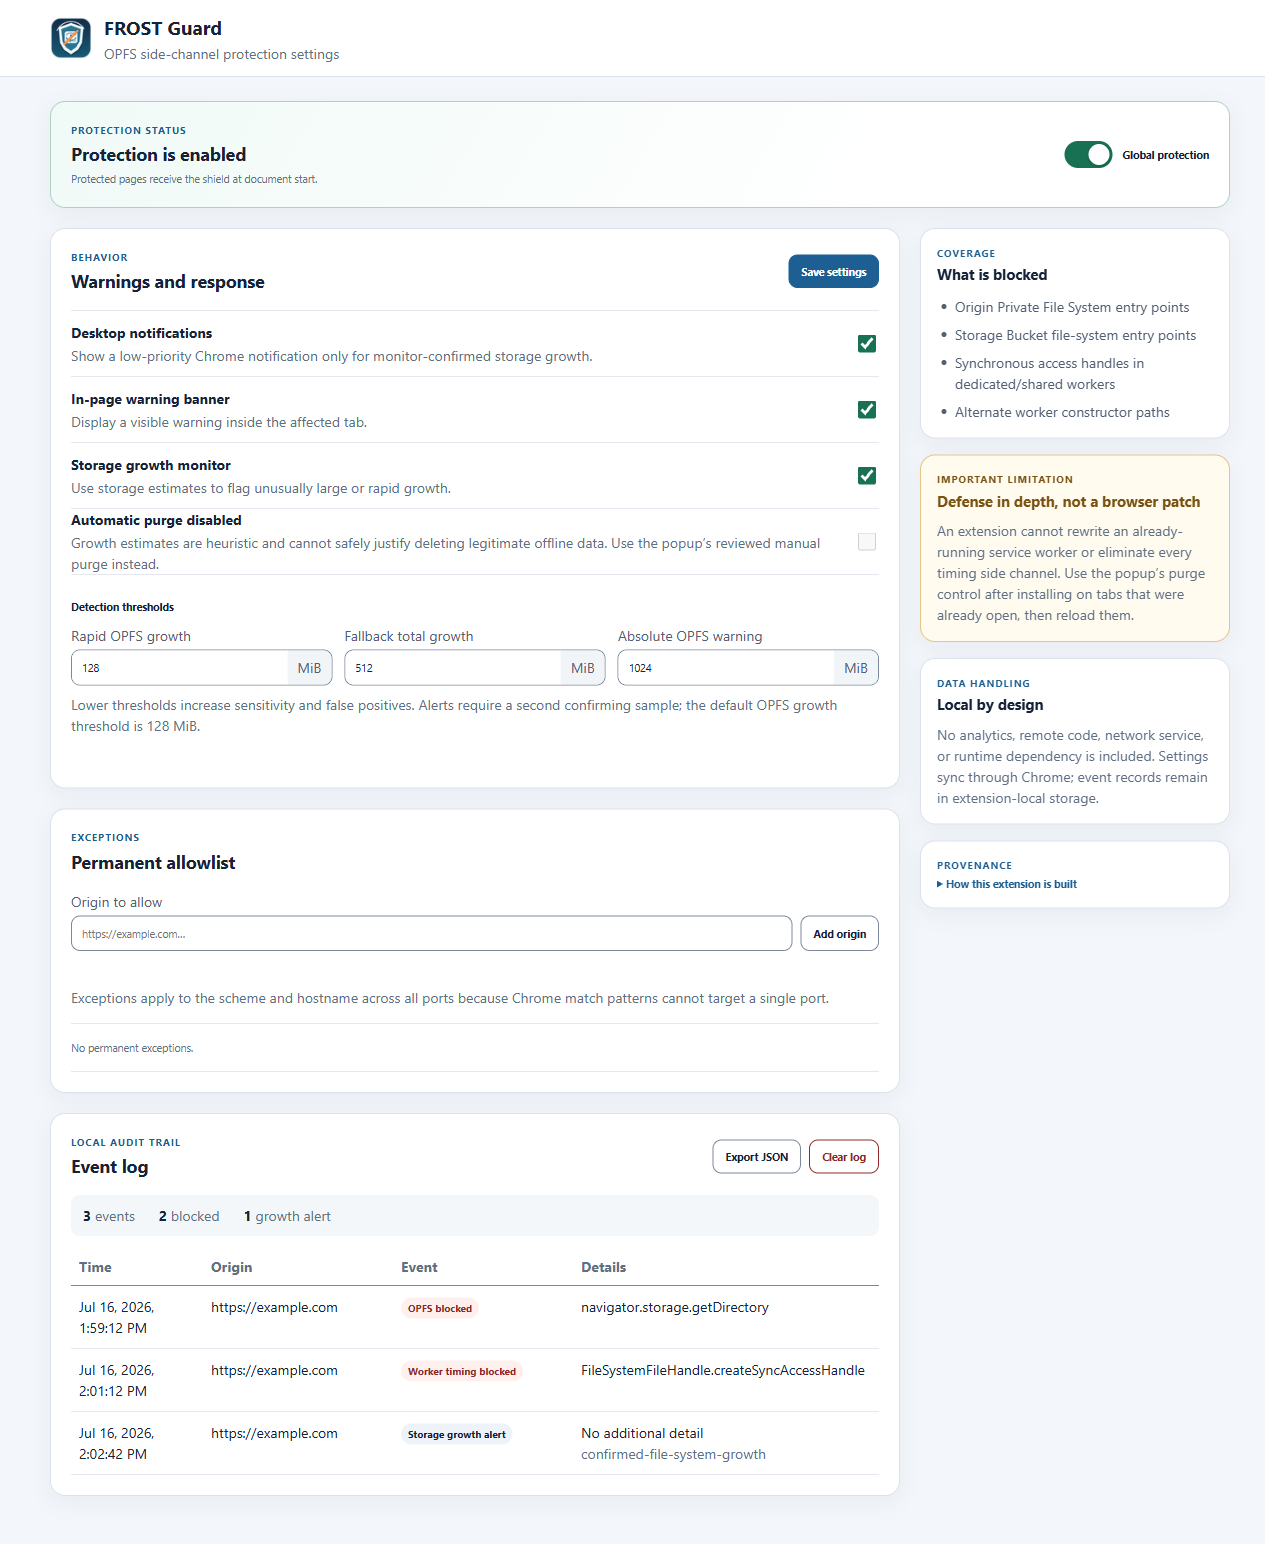 FROST Guard
OPFS side-channel protection settings
PROTECTION STATUS
Protection is enabled
Protected pages receive the shield at document start.
Global protection
BEHAVIOR
Warnings and response
Save settings
Desktop notifications
Show a low-priority Chrome notification only for monitor-confirmed storage growth.
In-page warning banner
Display a visible warning inside the affected tab.
Storage growth monitor
Use storage estimates to flag unusually large or rapid growth.
Automatic purge disabled
Growth estimates are heuristic and cannot safely justify deleting legitimate offline data. Use the popup’s reviewed manual
purge instead.
Detection thresholds
Rapid OPFS growth
128 MiB
Fallback total growth
512 MiB
Absolute OPFS warning
1024 MiB
Lower thresholds increase sensitivity and false positives. Alerts require a second confirming sample; the default OPFS growth
threshold is 128 MiB.
EXCEPTIONS
Permanent allowlist
Origin to allow
https://example.com...
Add origin
Exceptions apply to the scheme and hostname across all ports because Chrome match patterns cannot target a single port.
No permanent exceptions.
LOCAL AUDIT TRAIL
Event log
Export JSON
Clear log
3 events 2 blocked 1 growth alert
Time Origin Event Details
Jul 16, 2026, https://example.com OPFS blocked navigator.storage.getDirectory
1:59:12 PM
Jul 16, 2026, https://example.com Worker timing blocked FileSystemFileHandle.createSyncAccessHandle
2:01:12 PM
Jul 16, 2026, https://example.com Storage growth alert No additional detail
2:02:42 PM confirmed-file-system-growth
COVERAGE
What is blocked
• Origin Private File System entry points
• Storage Bucket file-system entry points
• Synchronous access handles in
dedicated/shared workers
• Alternate worker constructor paths
IMPORTANT LIMITATION
Defense in depth, not a browser patch
An extension cannot rewrite an already-
running service worker or eliminate every
timing side channel. Use the popup’s purge
control after installing on tabs that were
already open, then reload them.
DATA HANDLING
Local by design
No analytics, remote code, network service,
or runtime dependency is included. Settings
sync through Chrome; event records remain
in extension-local storage.
PROVENANCE
How this extension is built